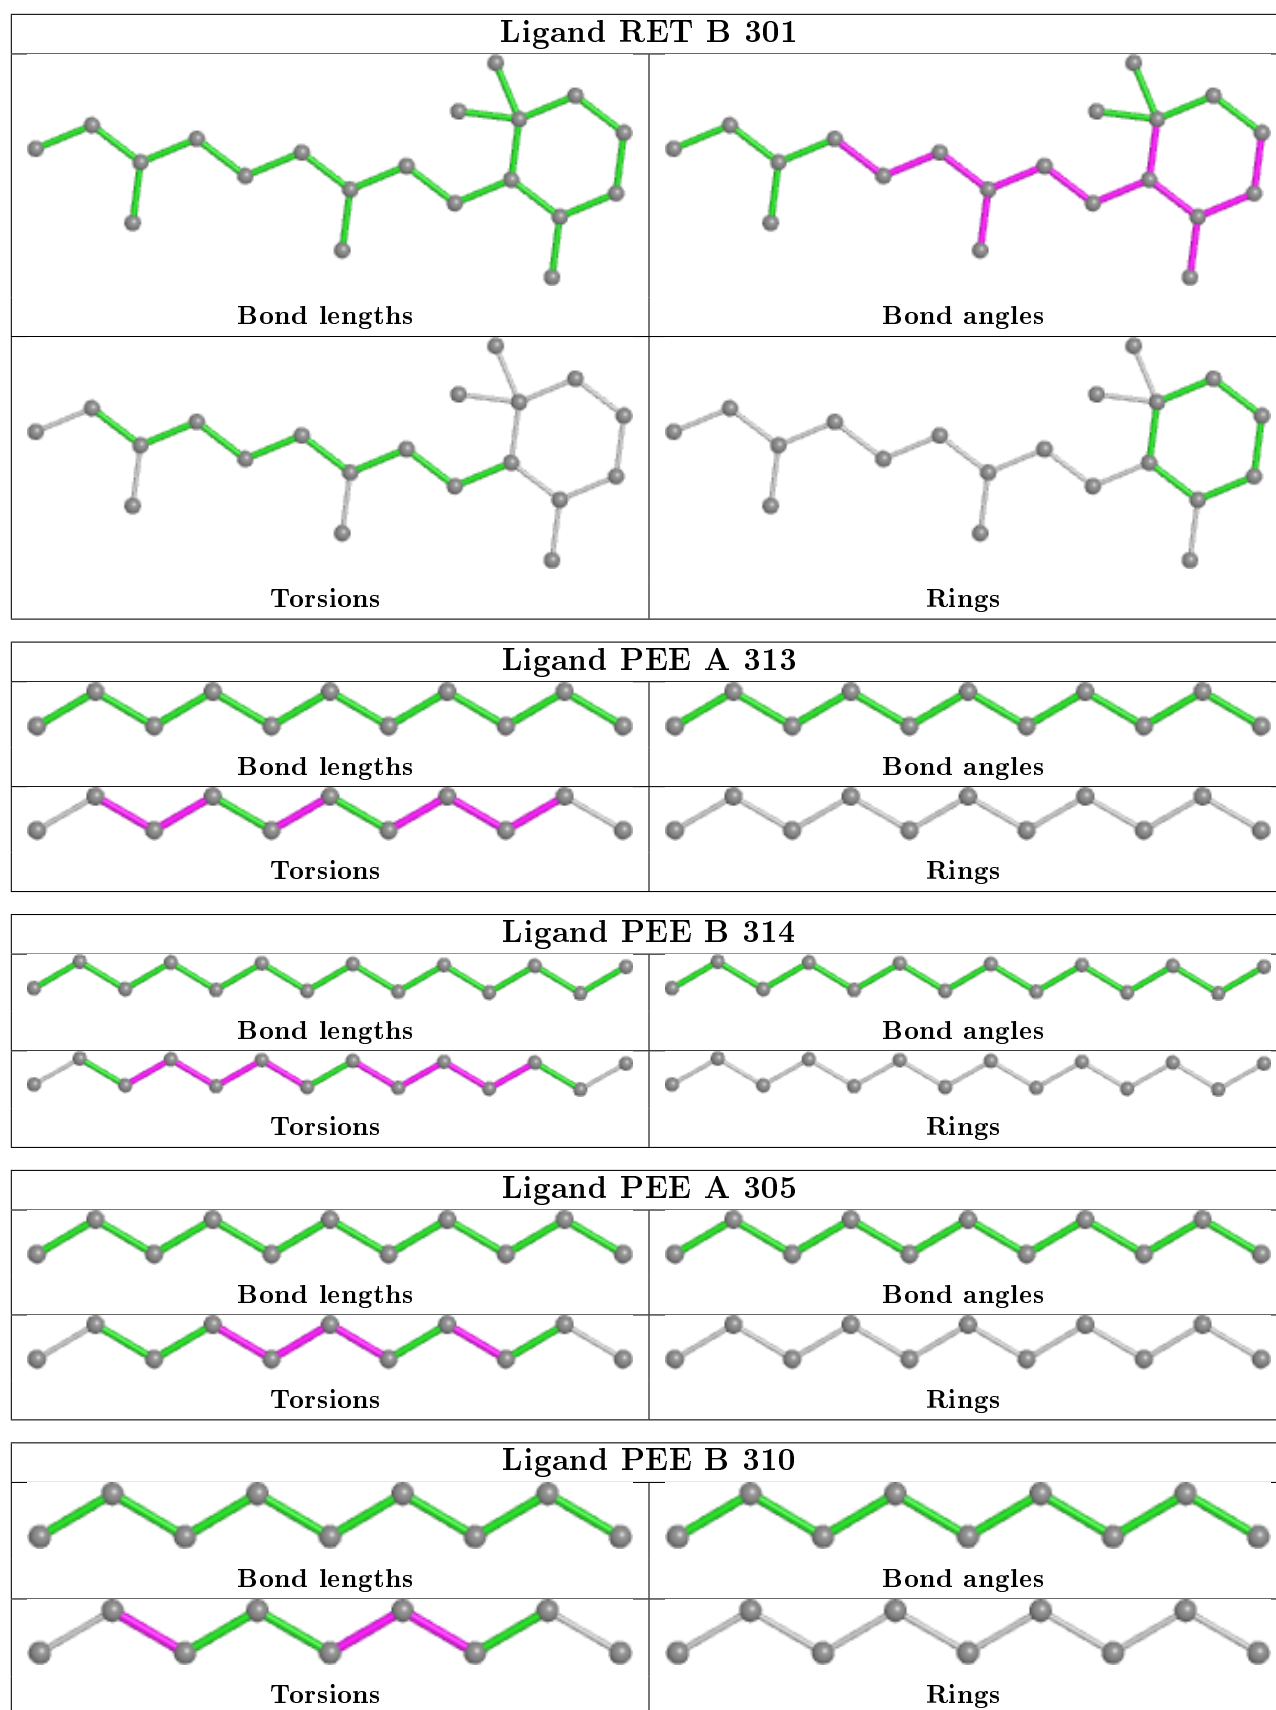 Ligand RET B 301
Bond lengths
Bond angles
Torsions
Rings
Ligand PEE A 313
Bond lengths
Bond angles
Torsions
Rings
Ligand PEE B 314
Bond lengths
Bond angles
Torsions
Rings
Ligand PEE A 305
Bond lengths
Bond angles
Torsions
Rings
Ligand PEE B 310
Bond lengths
Bond angles
Torsions
Rings